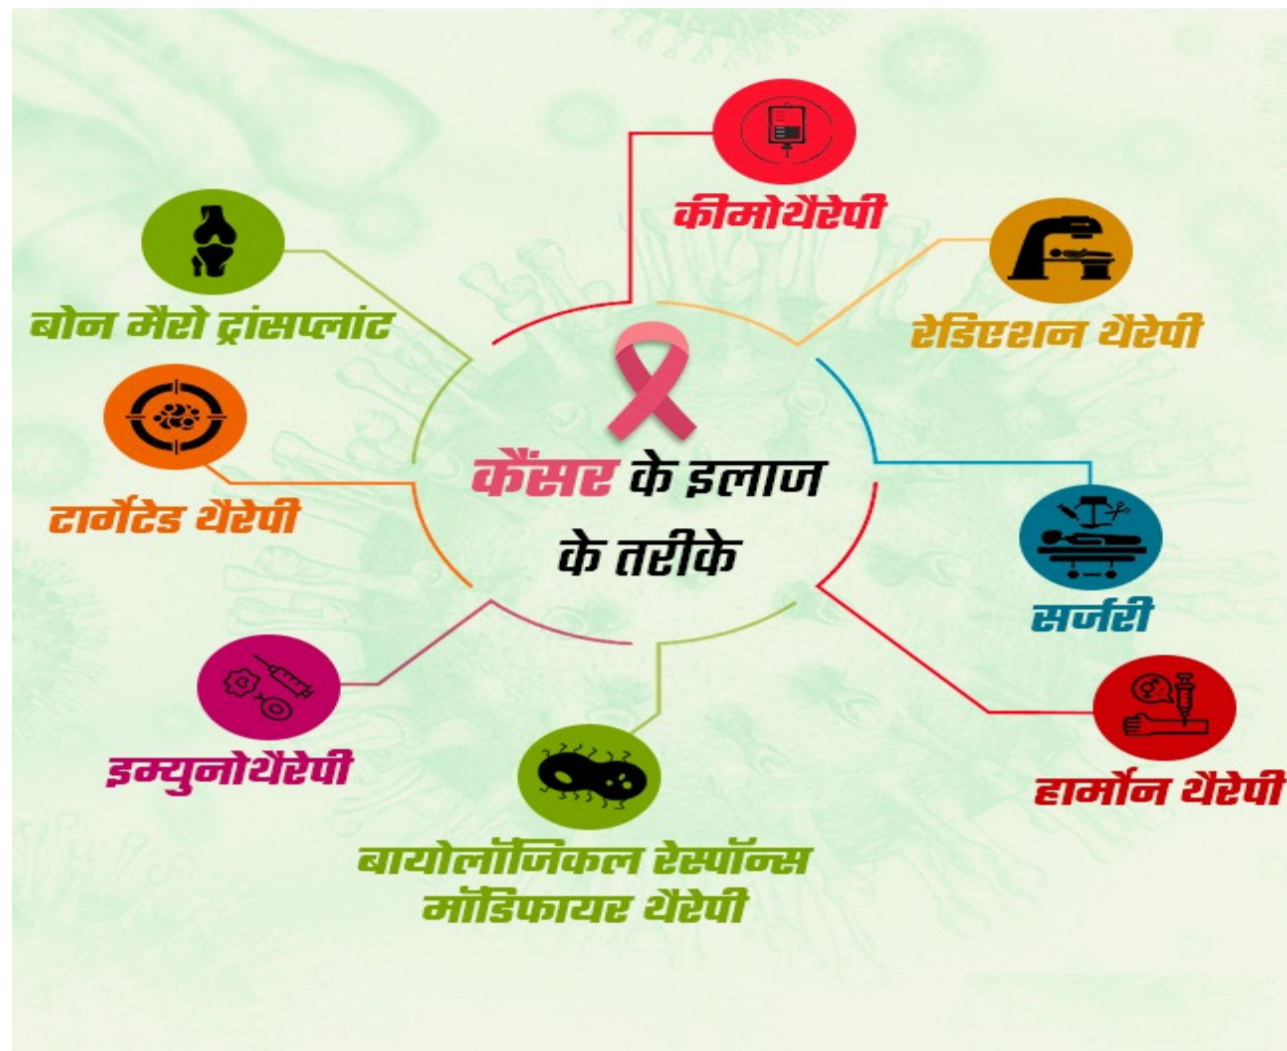 कैंसर के इलाज
के तरीके
कीमोथैरेपी
रेडिएशन थैरेपी
सर्जरी
हार्मोन थैरेपी
बायोलॉजिकल रेस्पॉन्स
मॉडिफायर थैरेपी
इम्युनोथैरेपी
टार्गेटेड थैरेपी
बोन मैरो ट्रांसप्लांट